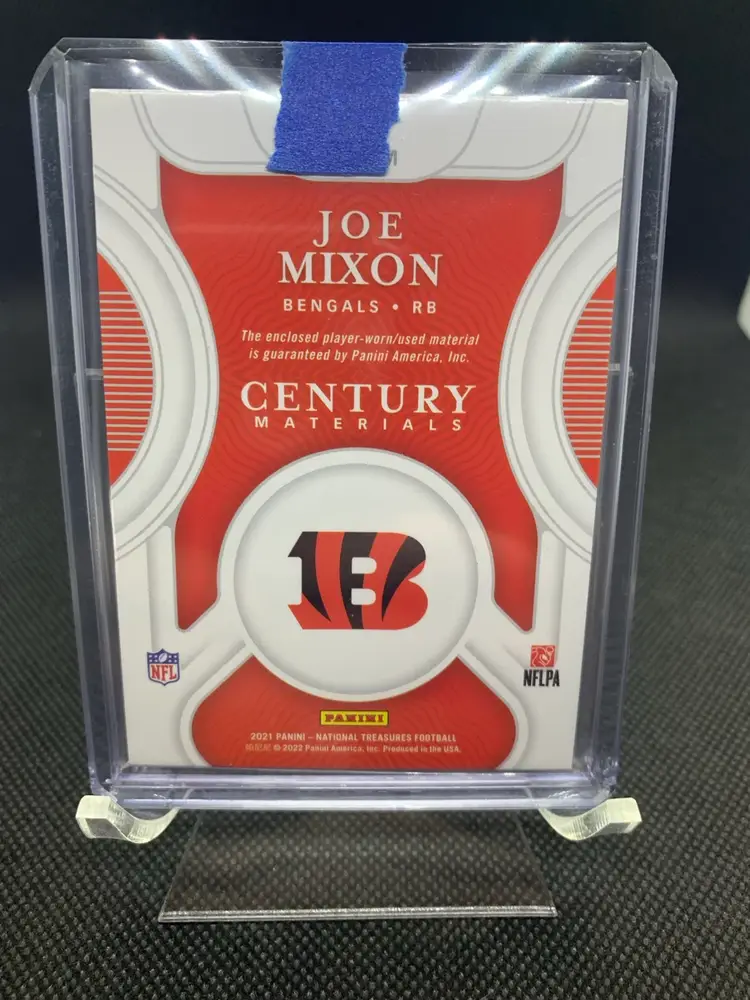 JOE
MIXON
BENGALS • RB
The enclosed player-worn/used material
is guaranteed by Panini America, Inc.
CENTURY
MATERIALS
B
NFL
NFLPA
PANINI
2021 PANINI – NATIONAL TREASURES FOOTBALL
© 2022 Panini America, Inc. Produced in the USA.